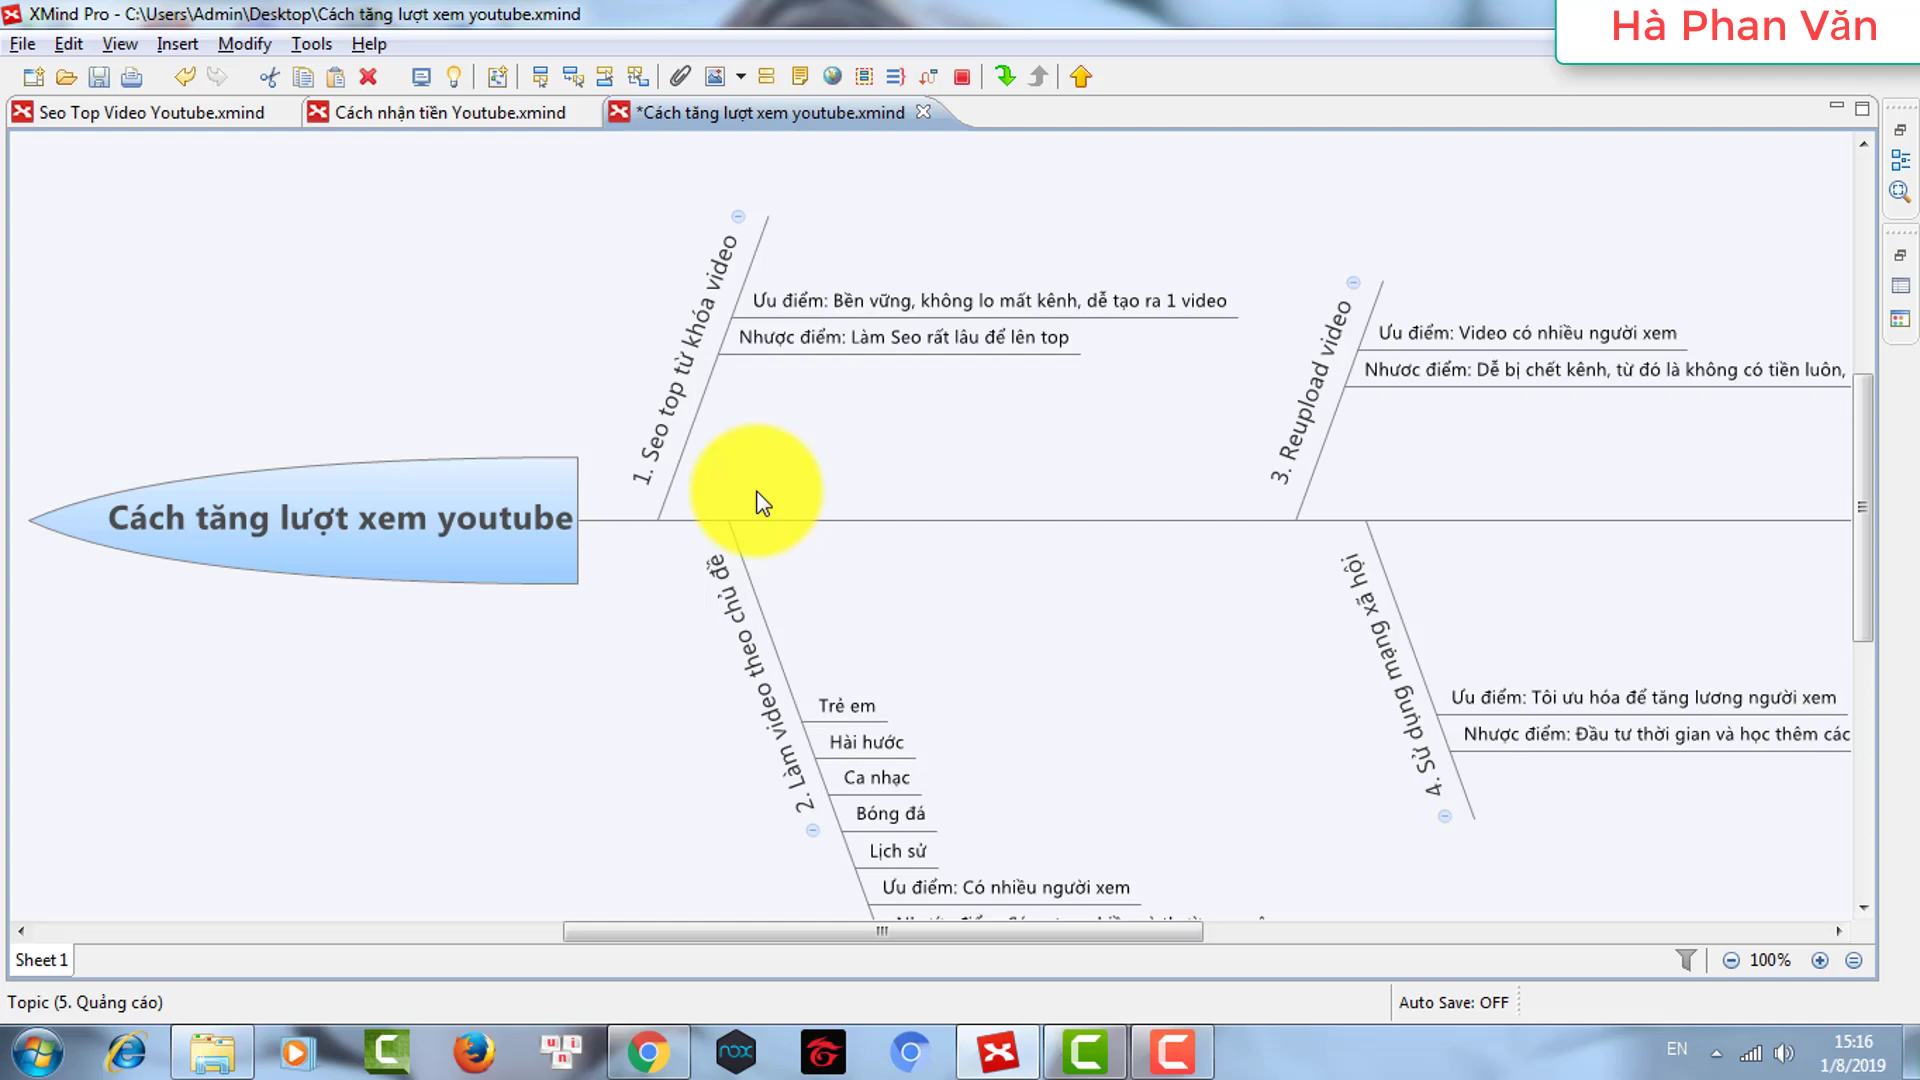 XMind Pro - C:\Users\Admin\Desktop\Cách tăng lượt xem youtube.xmind
Hà Phan Văn
File Edit View Insert Modify Tools Help
Seo Top Video Youtube.xmind
Cách nhận tiền Youtube.xmind
*Cách tăng lượt xem youtube.xmind
Cách tăng lượt xem youtube
1. Seo top từ khóa video
Ưu điểm: Bền vững, không lo mất kênh, dễ tạo ra 1 video
Nhược điểm: Làm Seo rất lâu để lên top
3. Reupload video
Ưu điểm: Video có nhiều người xem
Nhươc điểm: Dễ bị chết kênh, từ đó là không có tiền luôn,
2. Làm video theo chủ đề
Trẻ em
Hài hước
Ca nhạc
Bóng đá
Lịch sử
Ưu điểm: Có nhiều người xem
4. Sử dụng mạng xã hội
Ưu điểm: Tôi ưu hóa để tăng lương người xem
Nhược điểm: Đầu tư thời gian và học thêm các
Sheet 1
100%
Topic (5. Quảng cáo)
Auto Save: OFF
u i n
nox
EN
15:16
1/8/2019